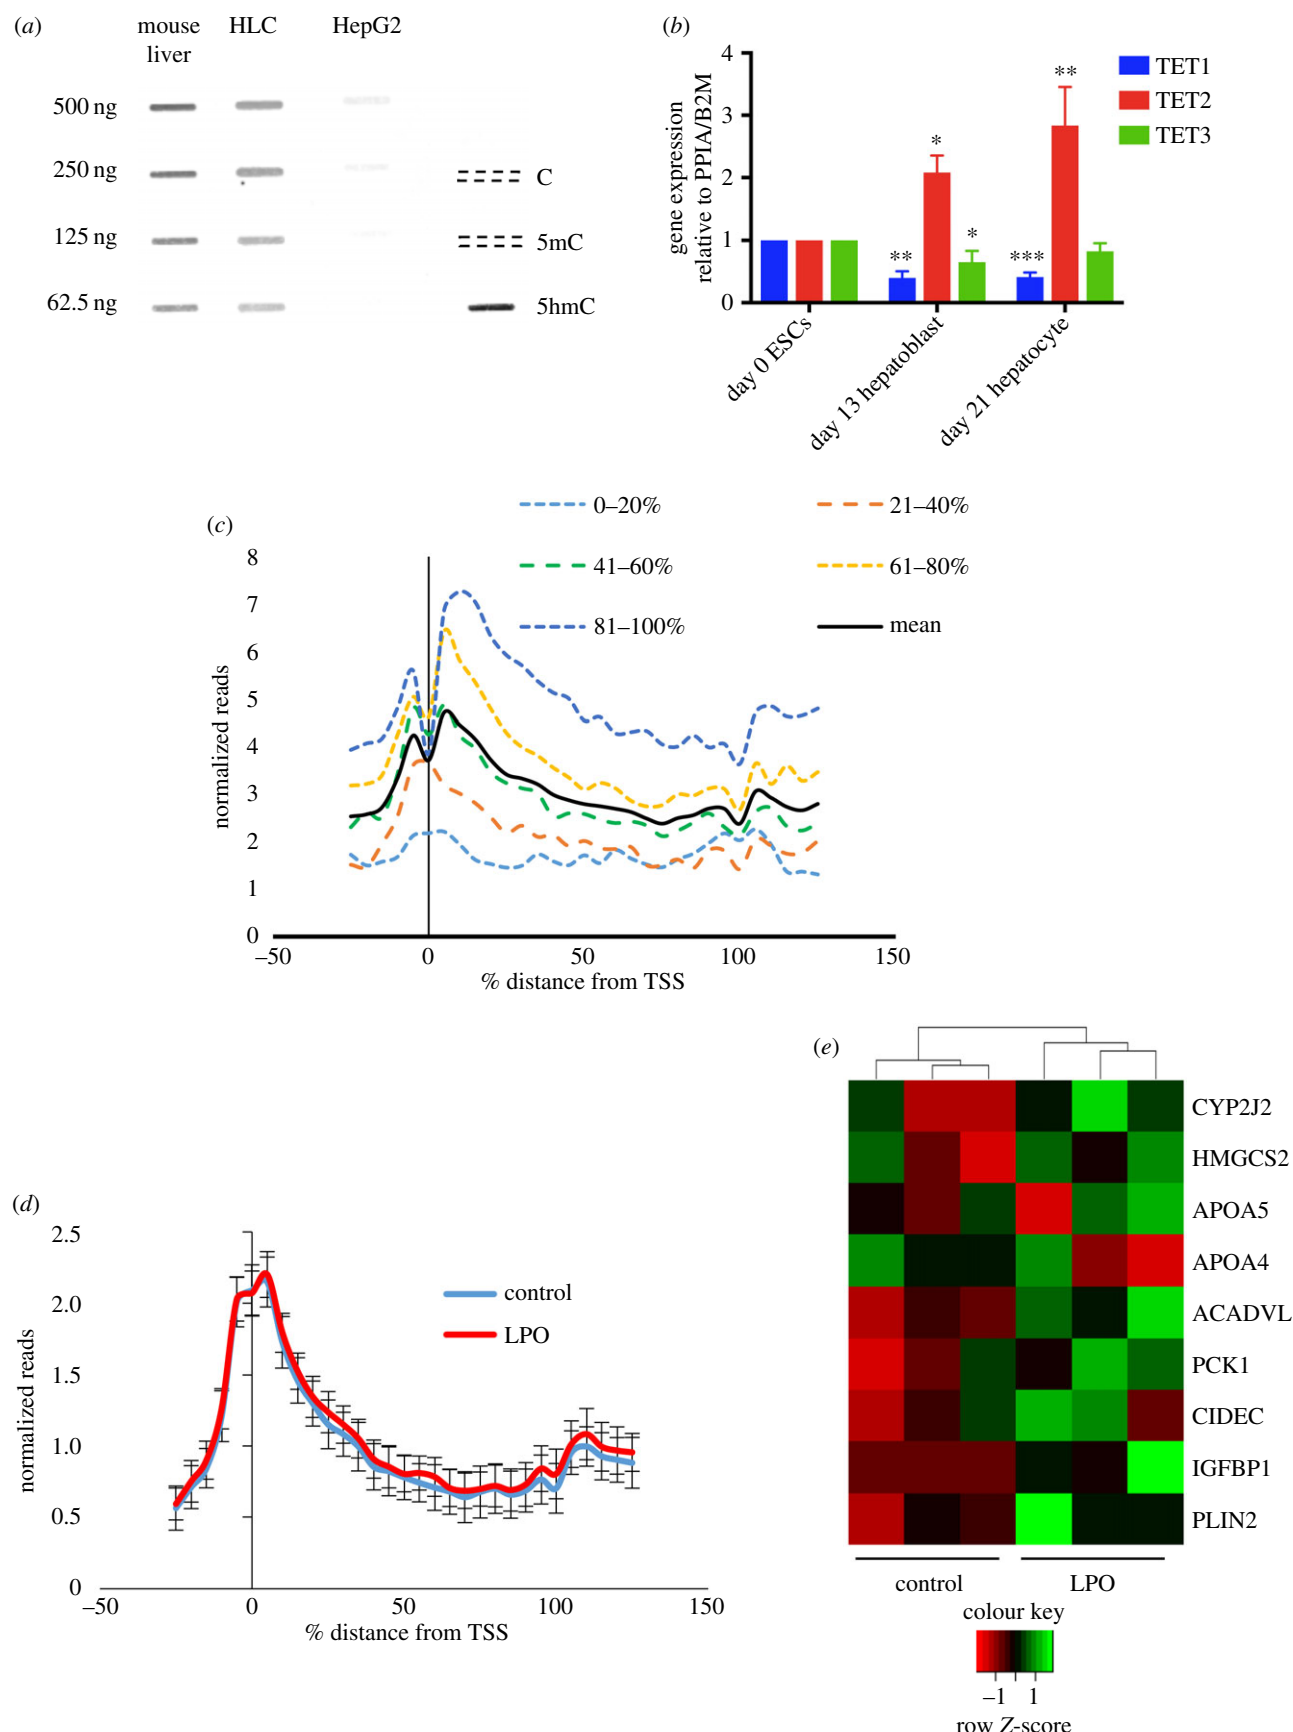 (a)
mouse
liver
HLC
HepG2
500 ng
250 ng
125 ng
62.5 ng
C
5mC
5hmC
(b)
gene expression
relative to PPIA/B2M
4
3
2
1
0
**
*
*
***
**
TET1
TET2
TET3
day 0 ESCs
day 13 hepatoblast
day 21 hepatocyte
(c)
0–20%
21–40%
41–60%
61–80%
81–100%
mean
normalized reads
8
7
6
5
4
3
2
1
0
–50
0
50
100
150
% distance from TSS
(d)
normalized reads
2.5
2.0
1.5
1.0
0.5
0
control
LPO
–50
0
50
100
150
% distance from TSS
(e)
CYP2J2
HMGCS2
APOA5
APOA4
ACADVL
PCK1
CIDEC
IGFBP1
PLIN2
control
LPO
colour key
–1
1
row Z-score